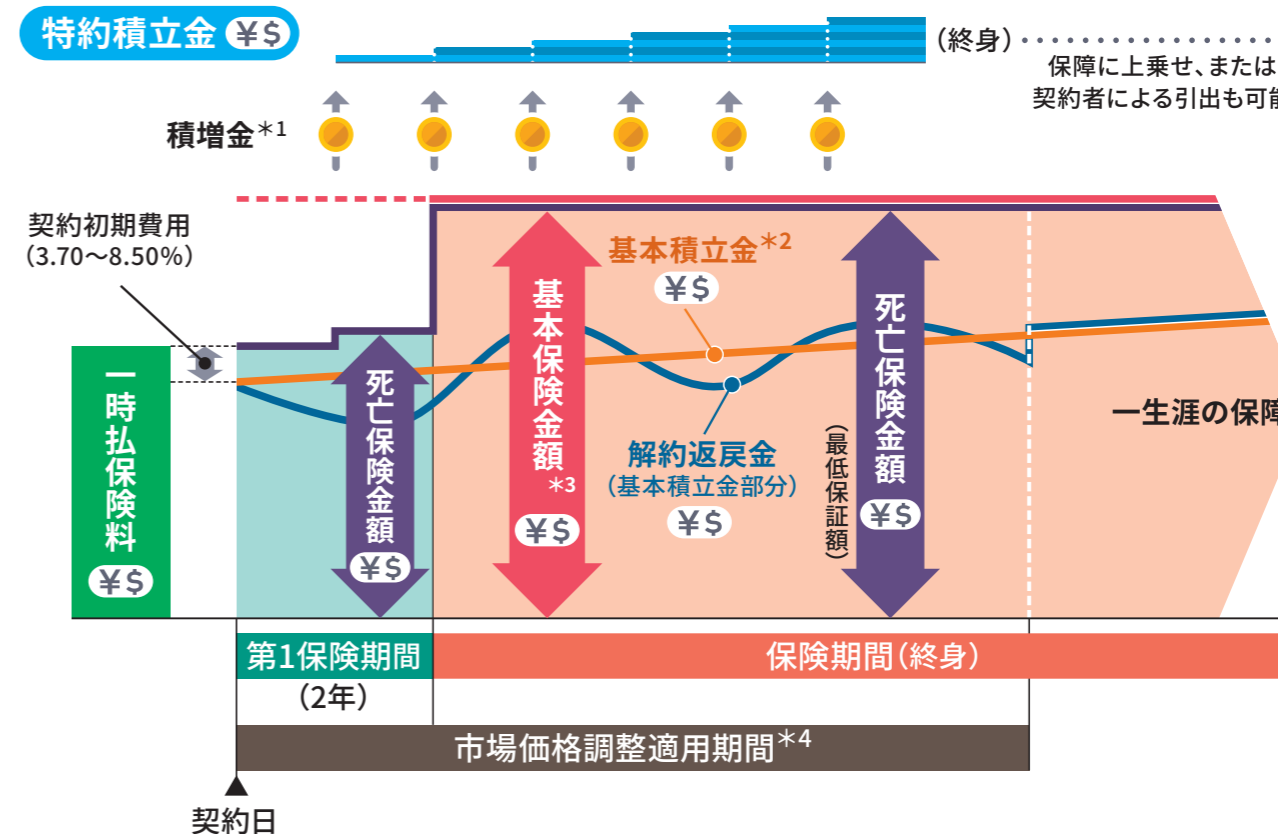 特約積立金 ¥$
(終身)
保障に上乗せ、または
契約者による引出も可能
積増金*1
契約初期費用
(3.70～8.50%)
一時払保険料 ¥$
死亡保険金額 ¥$
基本保険金額*3 ¥$
基本積立金*2
¥$
解約返戻金
(基本積立金部分)
¥$
死亡保険金額 ¥$
(最低保証額)
一生涯の保障
第1保険期間
(2年)
保険期間(終身)
市場価格調整適用期間*4
契約日